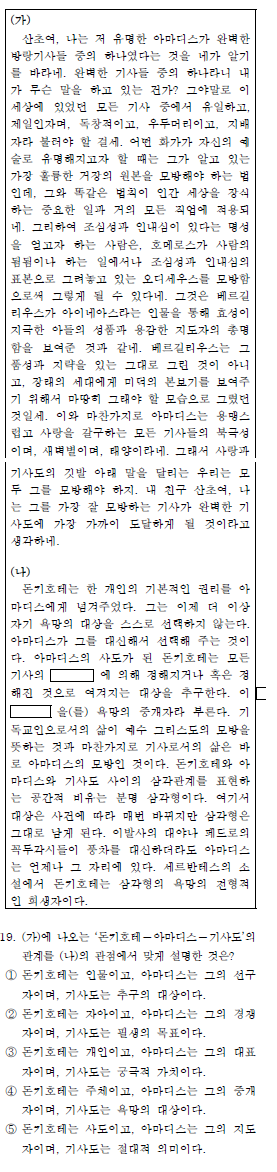 (가)
산초여, 나는 저 유명한 아마디스가 완벽한
방랑기사들 중의 하나였다는 것을 네가 알기
를 바라네. 완벽한 기사들 중의 하나라니 내
가 무슨 말을 하고 있는 건가? 그야말로 이
세상에 있었던 모든 기사 중에서 유일하고,
제일인자며, 독창적이고, 우두머리이고, 지배
자라 불러야 할 걸세. 어떤 화가가 자신의 예
술로 유명해지고자 할 때는 그가 알고 있는
가장 훌륭한 거장의 원본을 모방해야 하는 법
인데, 그와 똑같은 법칙이 인간 세상을 장식
하는 중요한 일과 거의 모든 직업에 적용되
네. 그리하여 조심성과 인내심이 있다는 명성
을 얻고자 하는 사람은, 호메로스가 사람의
됨됨이나 하는 일에서나 조심성과 인내심의
표본으로 그려놓고 있는 오디세우스를 모방함
으로써 그렇게 될 수 있다네. 그것은 베르길
리우스가 아이네아스라는 인물을 통해 효성이
지극한 아들의 성품과 용감한 지도자의 총명
함을 보여준 것과 같네. 베르길리우스는 그
품성과 지략을 있는 그대로 그린 것이 아니
고, 장래의 세대에게 미덕의 본보기를 보여주
기 위해서 마땅히 그래야 할 모습으로 그렸던
것일세. 이와 마찬가지로 아마디스는 용맹스
럽고 사랑을 갈구하는 모든 기사들의 북극성
이며, 새벽별이며, 태양이라네. 그래서 사랑과
기사도의 깃발 아래 말을 달리는 우리는 모
두 그를 모방해야 하지. 내 친구 산초여, 나
는 그를 가장 잘 모방하는 기사가 완벽한 기
사도에 가장 가까이 도달하게 될 것이라고
생각하네.
(나)
돈키호테는 한 개인의 기본적인 권리를 아
마디스에게 넘겨주었다. 그는 이제 더 이상
자기 욕망의 대상을 스스로 선택하지 않는다.
아마디스가 그를 대신해서 선택해 주는 것이
다. 아마디스의 사도가 된 돈키호테는 모든
기사의 에 의해 정해지거나 혹은 정
해진 것으로 여겨지는 대상을 추구한다. 이
을(를) 욕망의 중개자라 부른다. 기
독교인으로서의 삶이 예수 그리스도의 모방을
뜻하는 것과 마찬가지로 기사로서의 삶은 바
로 아마디스의 모방인 것이다. 돈키호테와 아
마디스와 기사도 사이의 삼각관계를 표현하
는 공간적 비유는 분명 삼각형이다. 여기서
대상은 사건에 따라 매번 바뀌지만 삼각형은
그대로 남게 된다. 이발사의 대야나 페드로의
꼭두각시들이 풍차를 대신하더라도 아마디스
는 언제나 그 자리에 있다. 세르반테스의 소
설에서 돈키호테는 삼각형의 욕망의 전형적
인 희생자이다.
19. (가)에 나오는 '돈키호테-아마디스-기사도'의
관계를 (나)의 관점에서 맞게 설명한 것은?
① 돈키호테는 인물이고, 아마디스는 그의 선구
자이며, 기사도는 추구의 대상이다.
② 돈키호테는 자아이고, 아마디스는 그의 경쟁
자이며, 기사도는 필생의 목표이다.
③ 돈키호테는 개인이고, 아마디스는 그의 대표
자이며, 기사도는 궁극적 가치이다.
④ 돈키호테는 주체이고, 아마디스는 그의 중개
자이며, 기사도는 욕망의 대상이다.
⑤ 돈키호테는 사도이고, 아마디스는 그의 지도
자이며, 기사도는 절대적 의미이다.